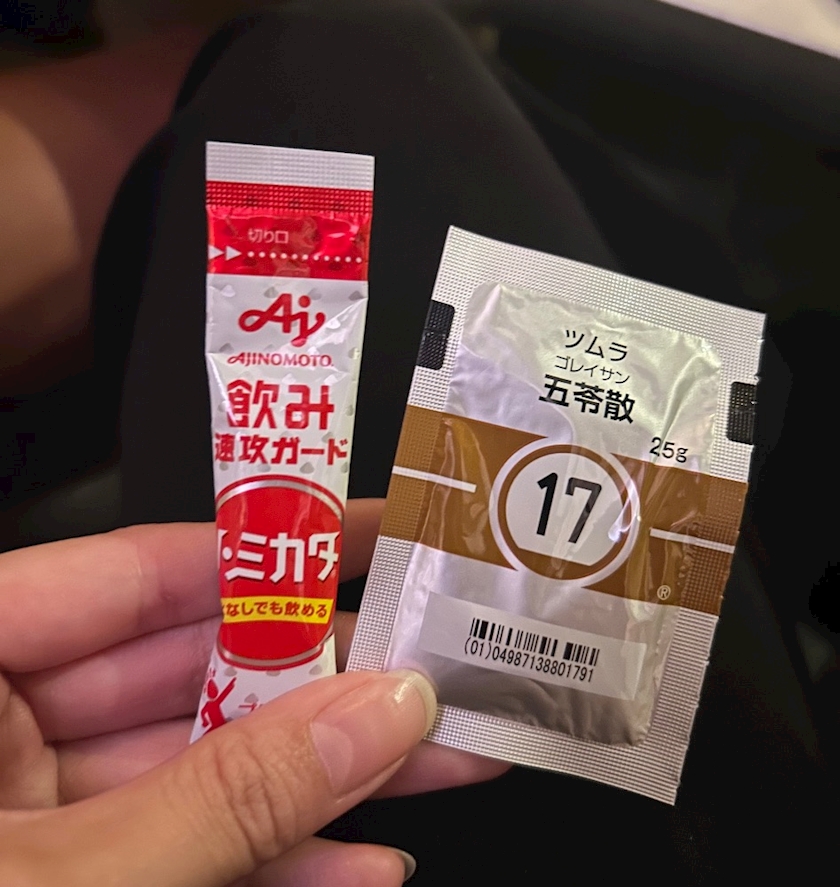 切り口
Aj
AJINOMOTO
飲み
速攻ガード
・ミカタ
なしでも飲める
ツムラ
ゴレイサン
五苓散
25g
17
®
(01)04987138801791